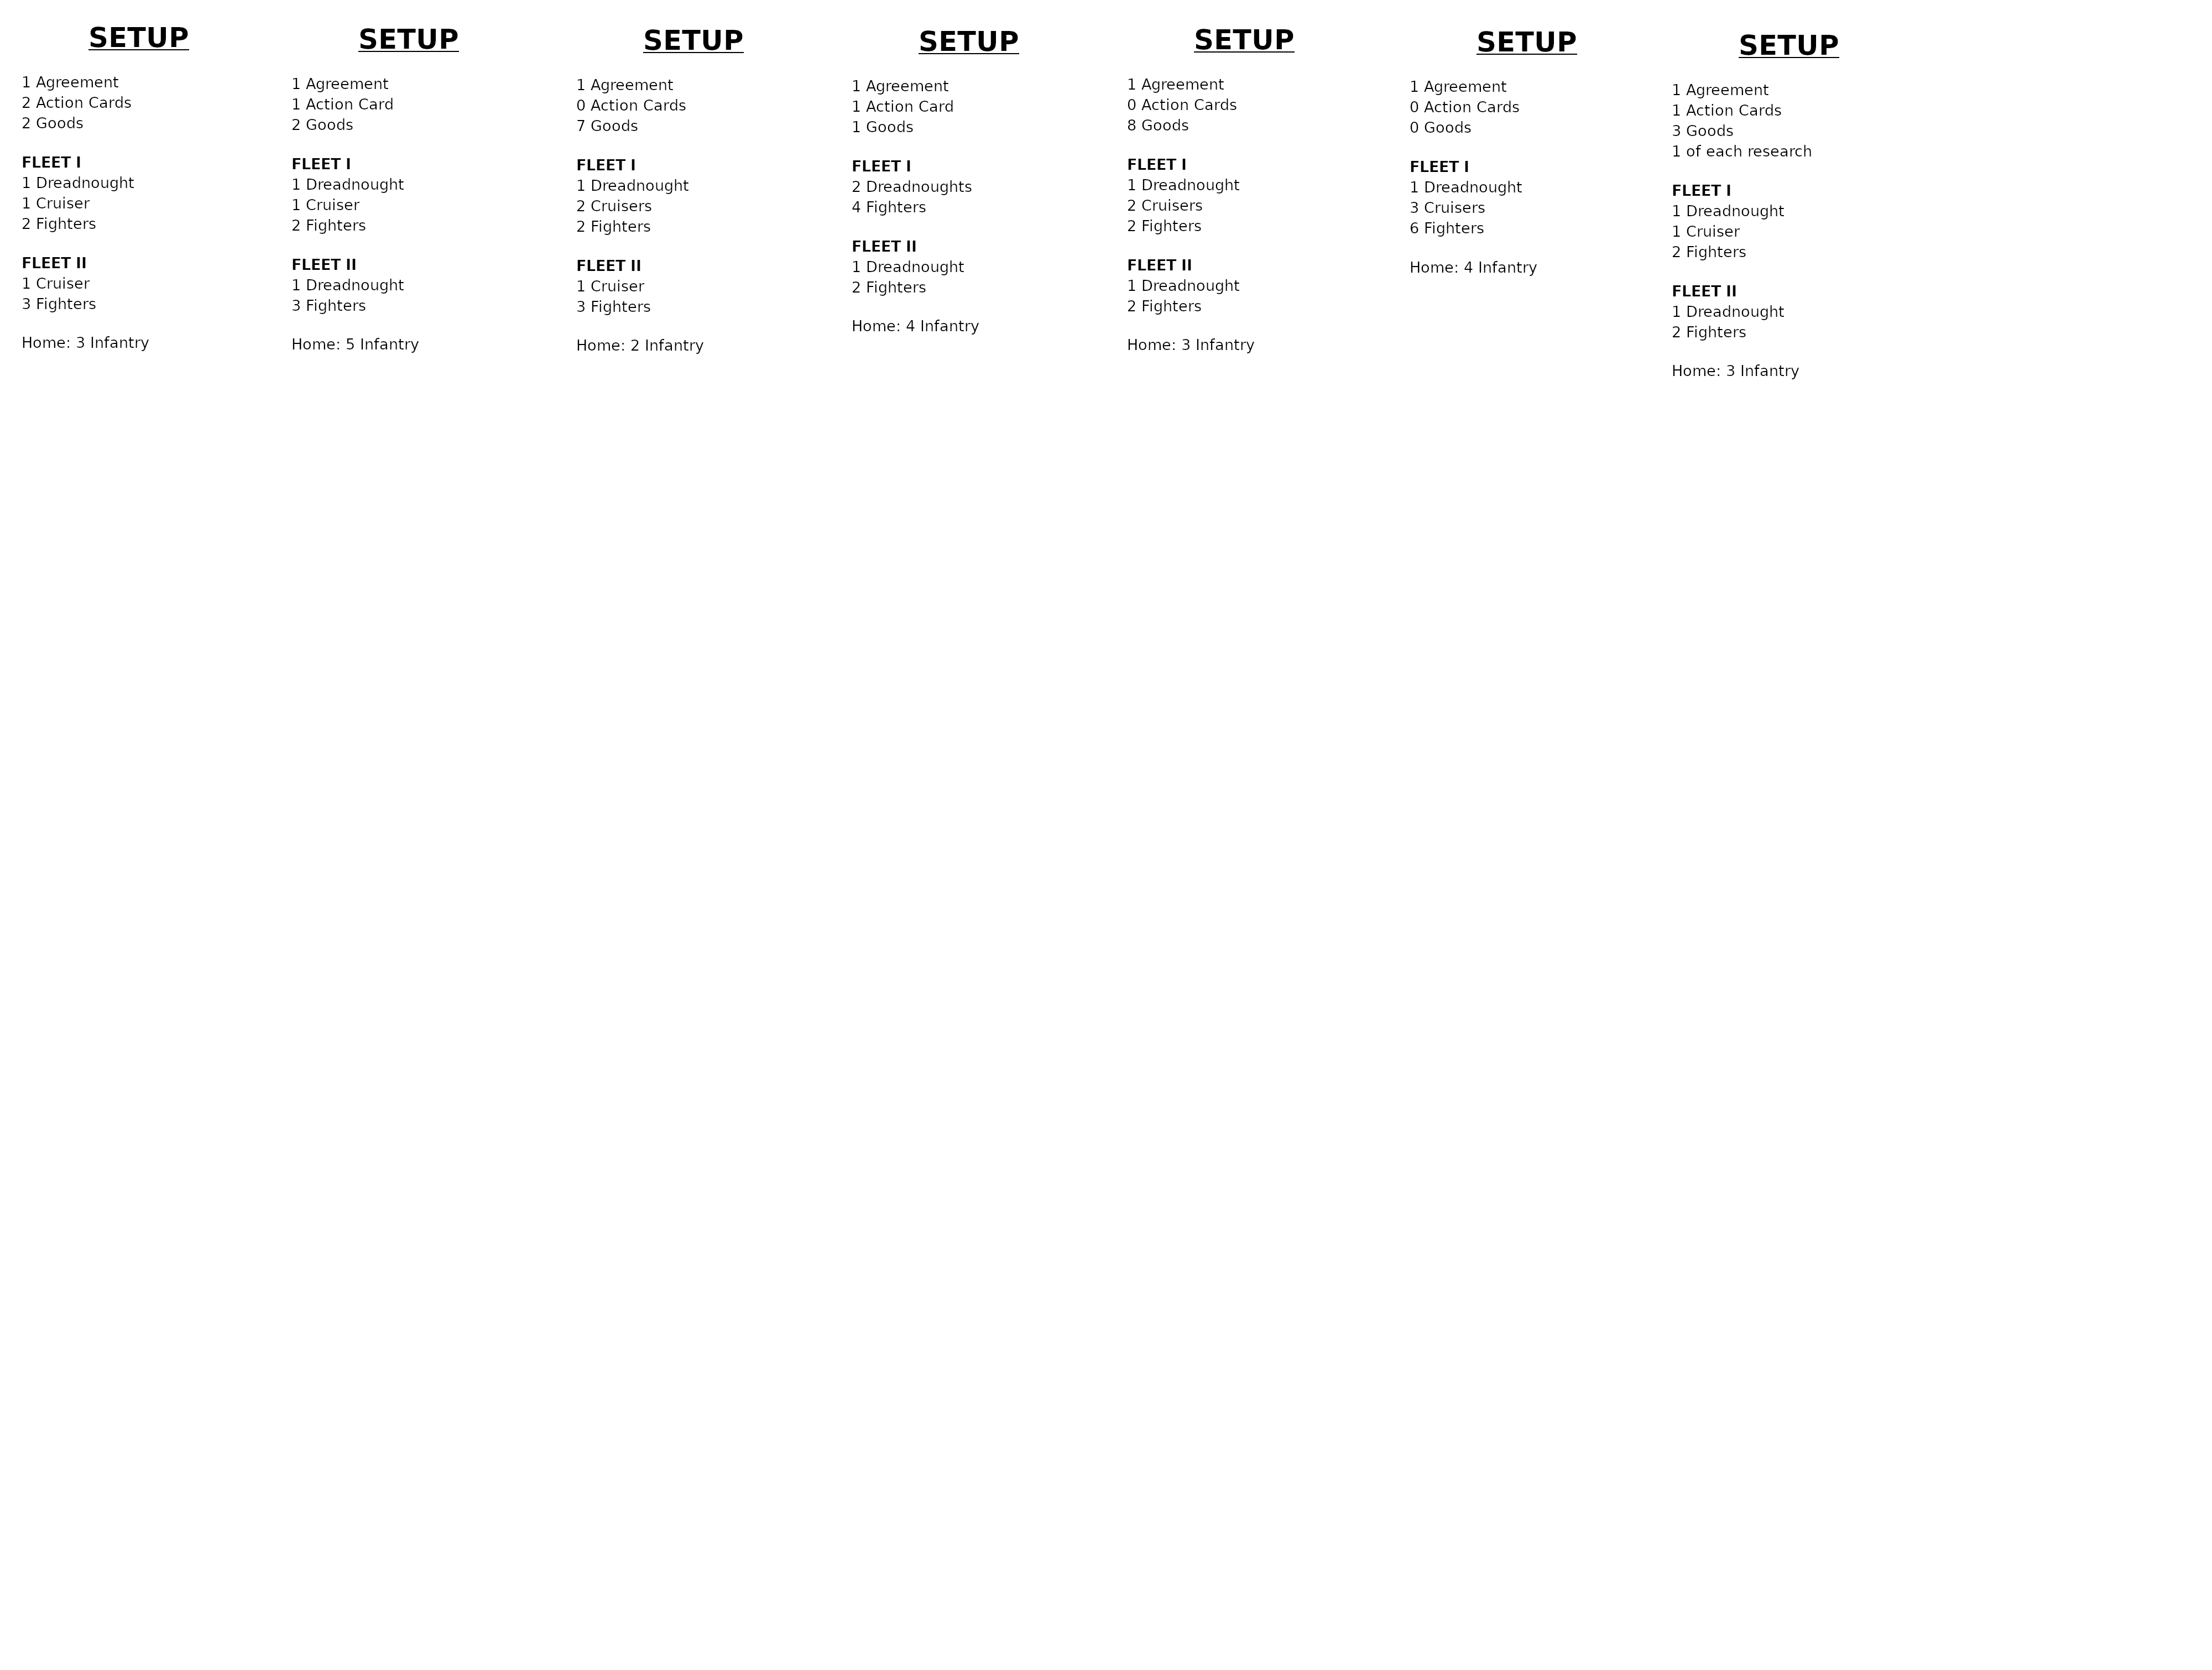 SETUP
1 Agreement
2 Action Cards
2 Goods
FLEET I
1 Dreadnought
1 Cruiser
2 Fighters
FLEET II
1 Cruiser
3 Fighters
Home: 3 Infantry
SETUP
1 Agreement
1 Action Card
2 Goods
FLEET I
1 Dreadnought
1 Cruiser
2 Fighters
FLEET II
1 Dreadnought
3 Fighters
Home: 5 Infantry
SETUP
1 Agreement
0 Action Cards
7 Goods
FLEET I
1 Dreadnought
2 Cruisers
2 Fighters
FLEET II
1 Cruiser
3 Fighters
Home: 2 Infantry
SETUP
1 Agreement
1 Action Card
1 Goods
FLEET I
2 Dreadnoughts
4 Fighters
FLEET II
1 Dreadnought
2 Fighters
Home: 4 Infantry
SETUP
1 Agreement
0 Action Cards
8 Goods
FLEET I
1 Dreadnought
2 Cruisers
2 Fighters
FLEET II
1 Dreadnought
2 Fighters
Home: 3 Infantry
SETUP
1 Agreement
0 Action Cards
0 Goods
FLEET I
1 Dreadnought
3 Cruisers
6 Fighters
Home: 4 Infantry
SETUP
1 Agreement
1 Action Cards
3 Goods
1 of each research
FLEET I
1 Dreadnought
1 Cruiser
2 Fighters
FLEET II
1 Dreadnought
2 Fighters
Home: 3 Infantry